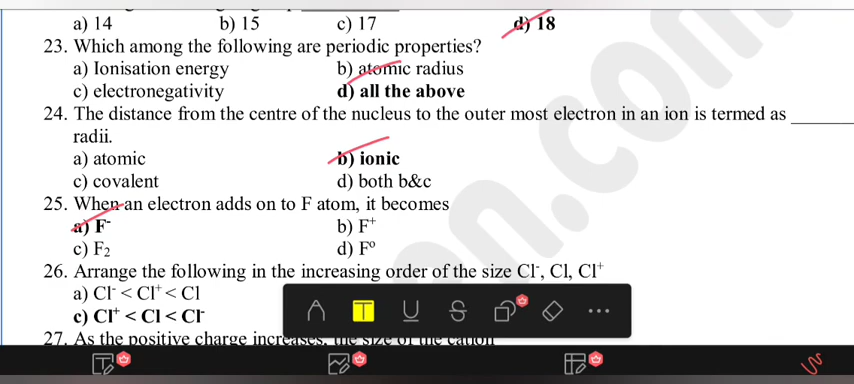 a) 14 b) 15 c) 17 d) 18
23. Which among the following are periodic properties?
a) Ionisation energy b) atomic radius
c) electronegativity d) all the above
24. The distance from the centre of the nucleus to the outer most electron in an ion is termed as ________
radii.
a) atomic b) ionic
c) covalent d) both b&c
25. When an electron adds on to F atom, it becomes
a) F⁻ b) F⁺
c) F₂ d) F⁰
26. Arrange the following in the increasing order of the size Cl⁻, Cl, Cl⁺
a) Cl⁻ < Cl⁺ < Cl
c) Cl⁺ < Cl < Cl⁻
27. As the positive charge increases, the size of the cation